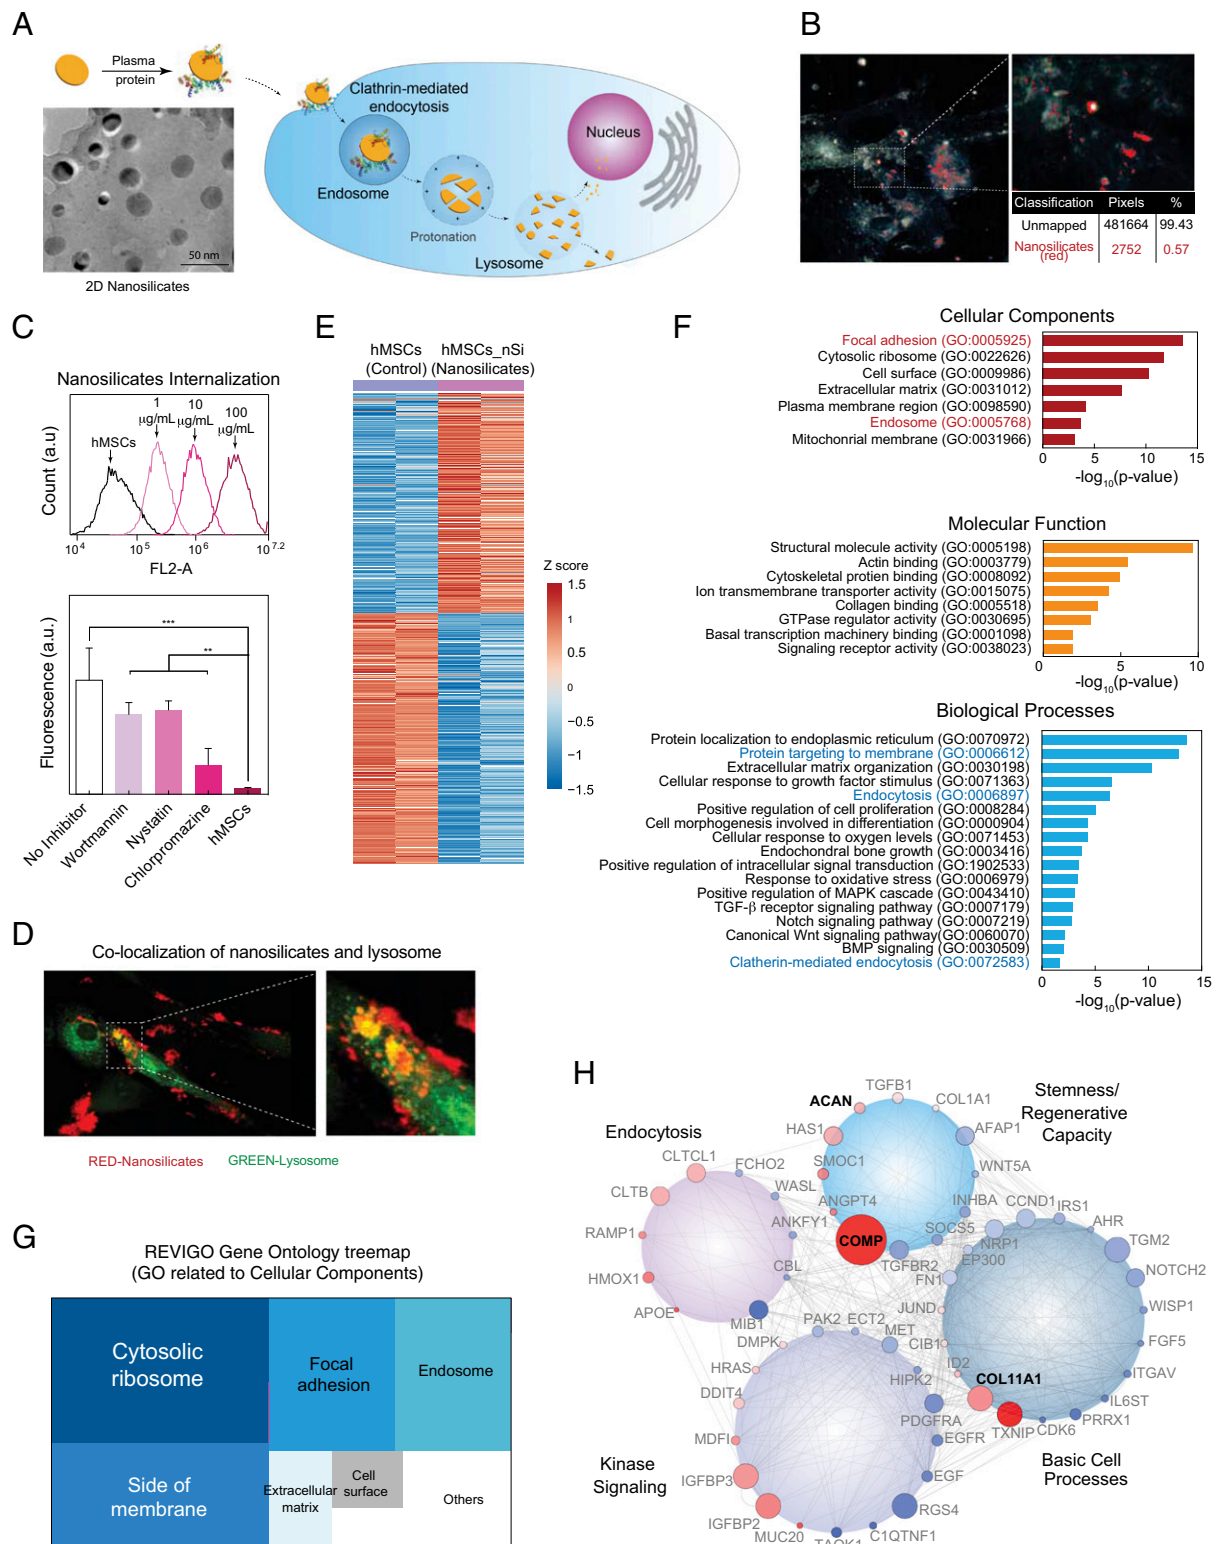 A
Plasma
protein
50 nm
2D Nanosilicates
Clathrin-mediated
endocytosis
Endosome
Protonation
Lysosome
Nucleus
B
Classification Pixels %
Unmapped 481664 99.43
Nanosilicates
(red) 2752 0.57
C
Nanosilicates Internalization
hMSCs
1
µg/mL
10
µg/mL
100
µg/mL
Count (a.u)
10^4 10^5 10^6 10^7.2
FL2-A
Fluorescence (a.u.)
***
**
No Inhibitor
Wortmannin
Nystatin
Chlorpromazine
hMSCs
D
Co-localization of nanosilicates and lysosome
RED-Nanosilicates GREEN-Lysosome
E
hMSCs
(Control)
hMSCs_nSi
(Nanosilicates)
Z score
1.5
1
0.5
0
−0.5
−1
−1.5
F
Cellular Components
Focal adhesion (GO:0005925)
Cytosolic ribosome (GO:0022626)
Cell surface (GO:0009986)
Extracellular matrix (GO:0031012)
Plasma membrane region (GO:0098590)
Endosome (GO:0005768)
Mitochonrial membrane (GO:0031966)
0 5 10 15
-log10(p-value)
Molecular Function
Structural molecule activity (GO:0005198)
Actin binding (GO:0003779)
Cytoskeletal protien binding (GO:0008092)
Ion transmembrane transporter activity (GO:0015075)
Collagen binding (GO:0005518)
GTPase regulator activity (GO:0030695)
Basal transcription machinery binding (GO:0001098)
Signaling receptor activity (GO:0038023)
0 5 10
-log10(p-value)
Biological Processes
Protein localization to endoplasmic reticulum (GO:0070972)
Protein targeting to membrane (GO:0006612)
Extracellular matrix organization (GO:0030198)
Cellular response to growth factor stimulus (GO:0071363)
Endocytosis (GO:0006897)
Positive regulation of cell proliferation (GO:0008284)
Cell morphogenesis involved in differentiation (GO:0000904)
Cellular response to oxygen levels (GO:0071453)
Endochondral bone growth (GO:0003416)
Positive regulation of intracellular signal transduction (GO:1902533)
Response to oxidative stress (GO:0006979)
Positive regulation of MAPK cascade (GO:0043410)
TGF-β receptor signaling pathway (GO:0007179)
Notch signaling pathway (GO:0007219)
Canonical Wnt signaling pathway(GO:0060070)
BMP signaling (GO:0030509)
Clatherin-mediated endocytosis (GO:0072583)
0 5 10 15
-log10(p-value)
G
REVIGO Gene Ontology treemap
(GO related to Cellular Components)
Cytosolic
ribosome
Focal
adhesion
Endosome
Side of
membrane
Extracellular
matrix
Cell
surface
Others
H
Endocytosis
Stemness/
Regenerative
Capacity
Kinase
Signaling
Basic Cell
Processes
TGFB1
ACAN
COL1A1
HAS1
AFAP1
SMOC1
WNT5A
ANGPT4
INHBA
COMP
SOCS5
TGFBR2
CLTCL1
FCHO2
CLTB
WASL
RAMP1
ANKFY1
HMOX1
CBL
APOE
MIB1
CCND1
IRS1
NRP1
AHR
EP300
TGM2
FN1
NOTCH2
JUND
WISP1
CIB1
FGF5
ID2
ITGAV
COL11A1
IL6ST
TXNIP
CDK6
PRRX1
PAK2
ECT2
MET
DMPK
HRAS
HIPK2
DDIT4
PDGFRA
MDFI
EGFR
IGFBP3
EGF
IGFBP2
RGS4
MUC20
TAOK1
C1QTNF1